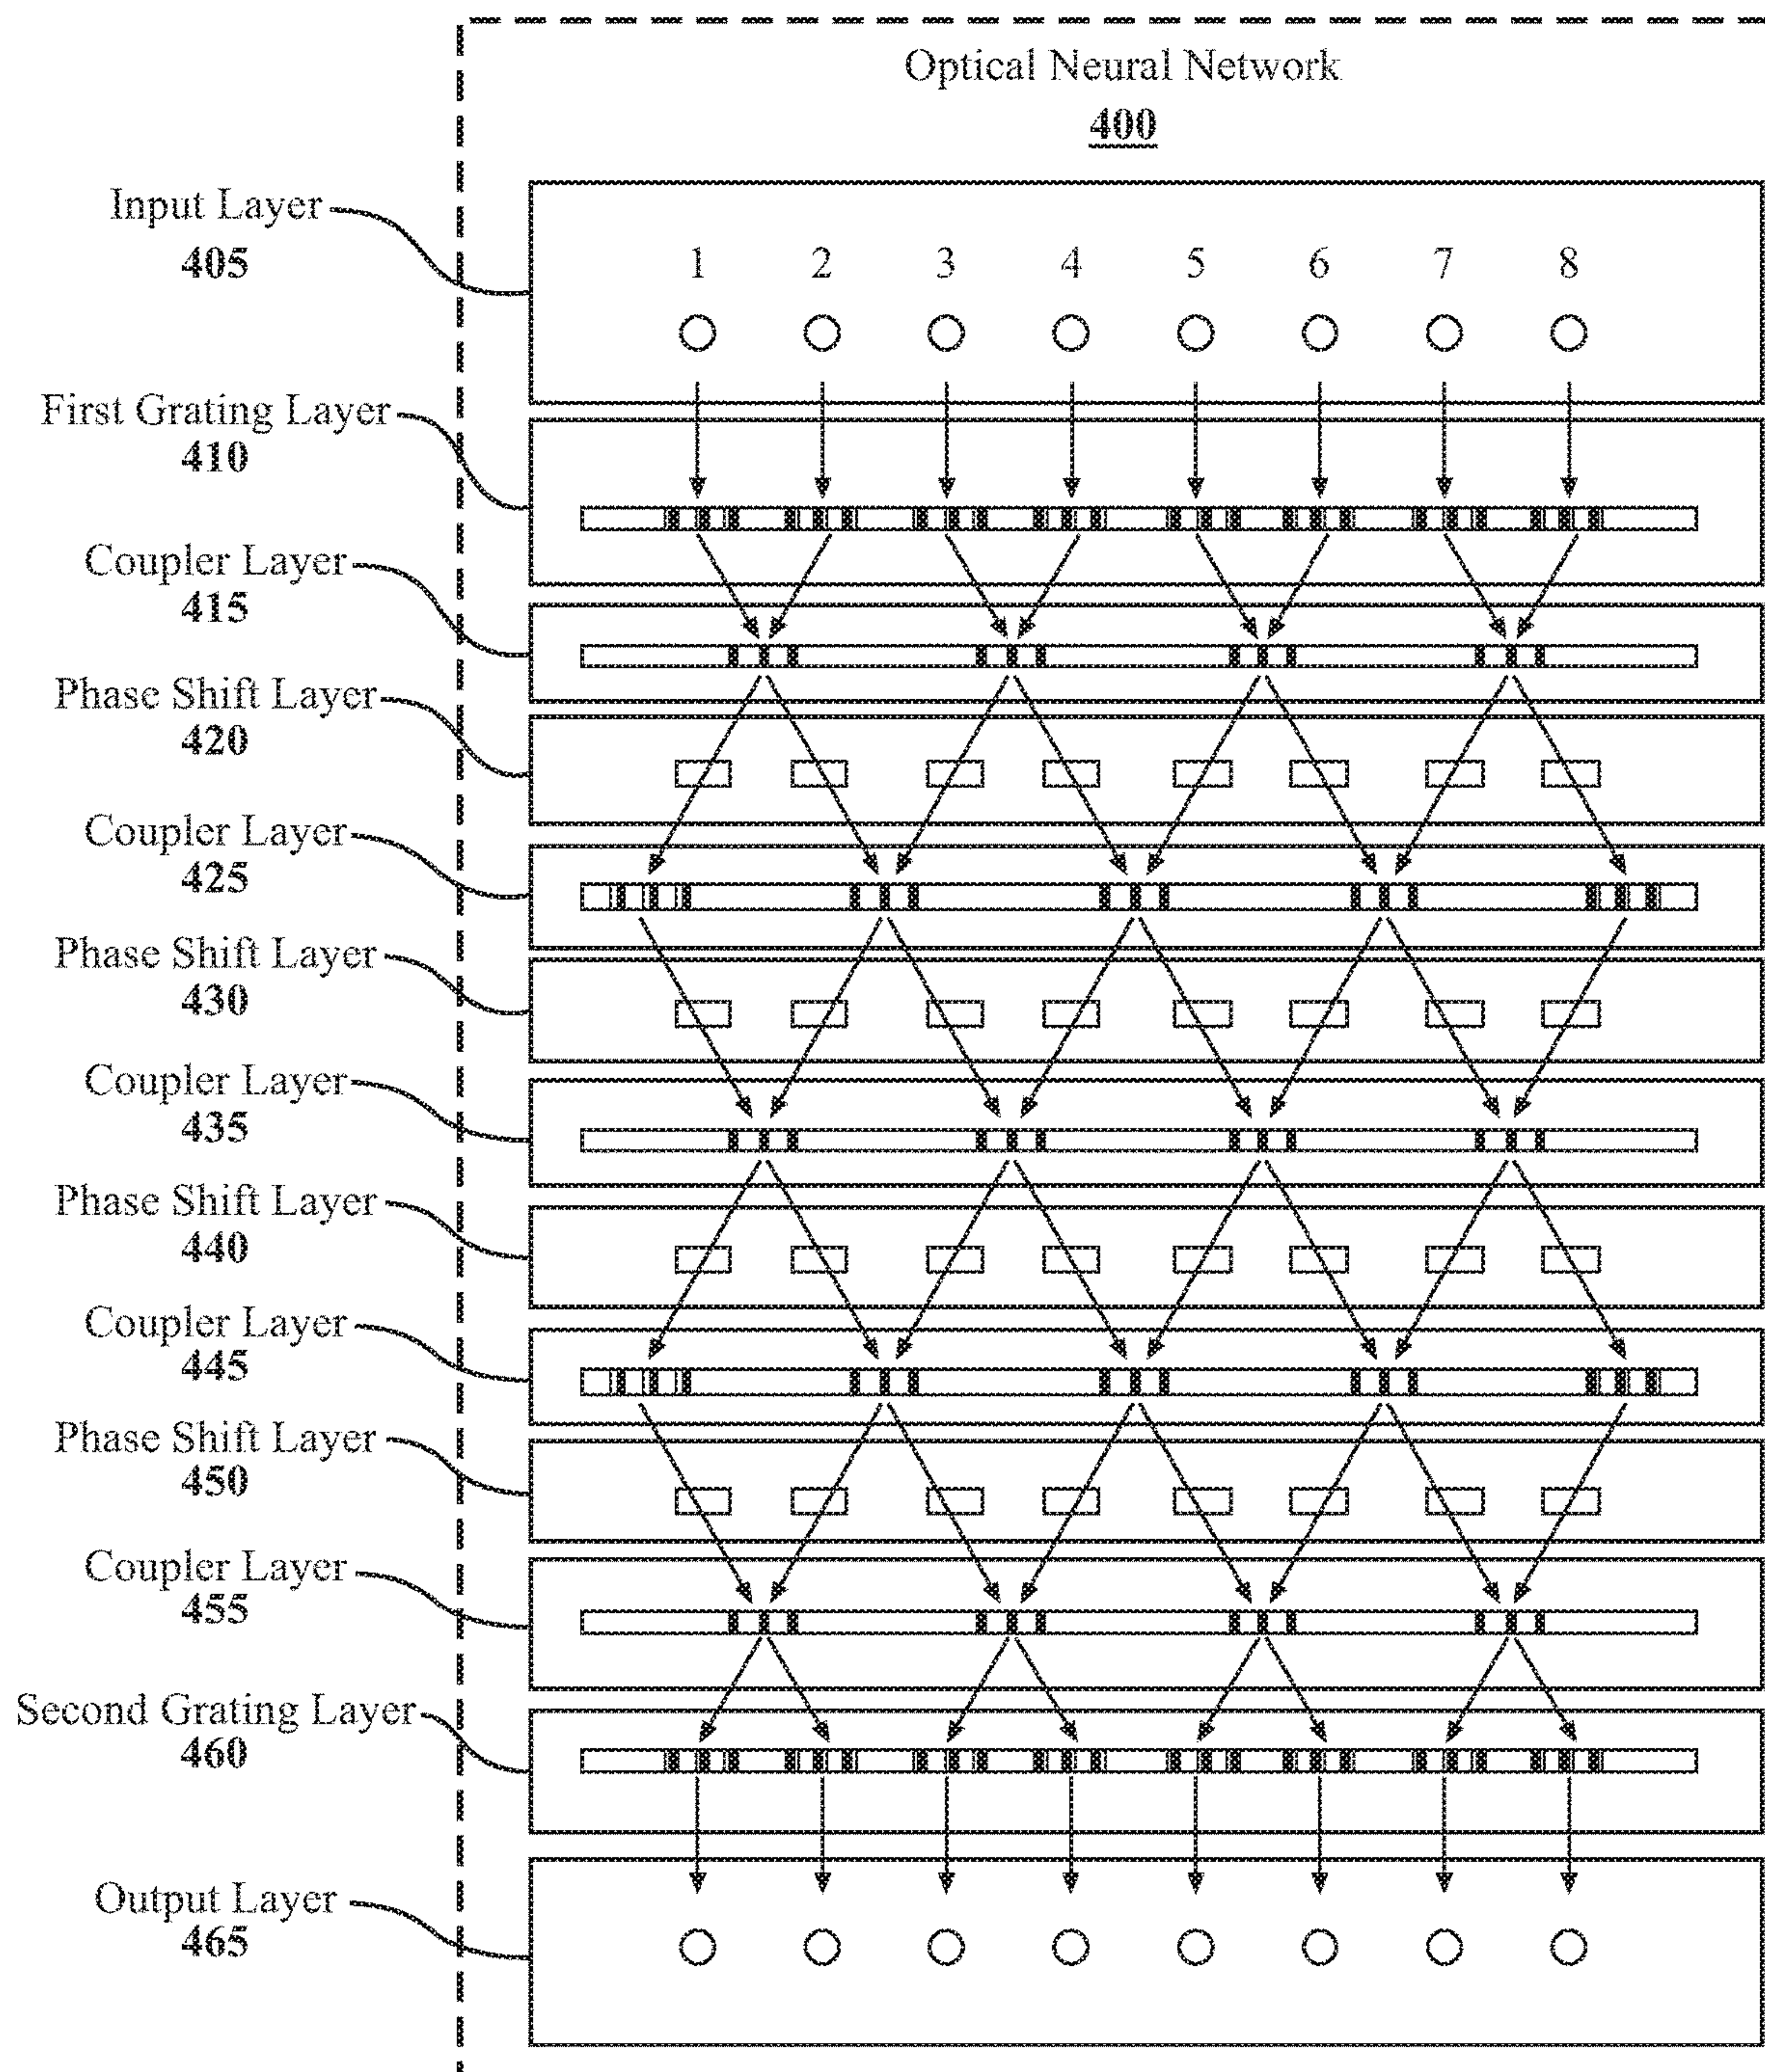 Optical Neural Network
400
Input Layer
405
1 2 3 4 5 6 7 8
First Grating Layer
410
Coupler Layer
415
Phase Shift Layer
420
Coupler Layer
425
Phase Shift Layer
430
Coupler Layer
435
Phase Shift Layer
440
Coupler Layer
445
Phase Shift Layer
450
Coupler Layer
455
Second Grating Layer
460
Output Layer
465